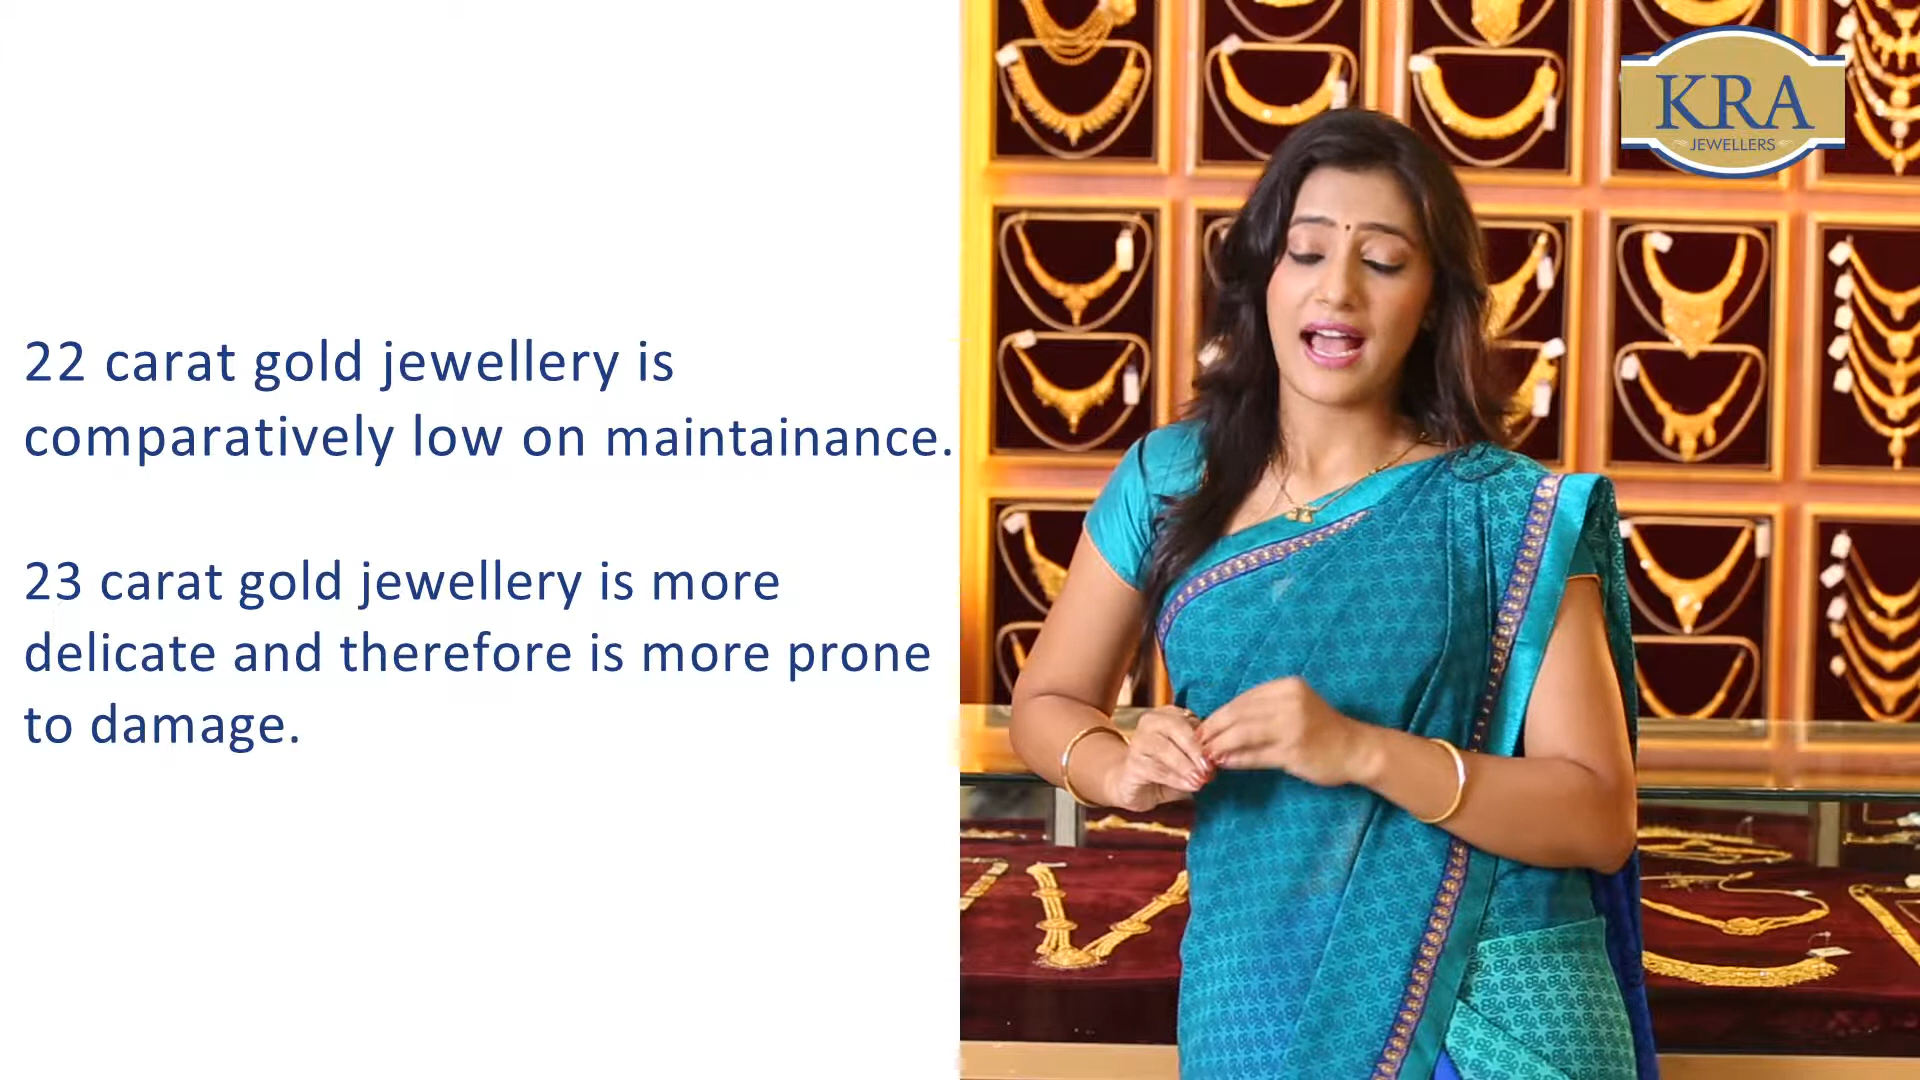 22 carat gold jewellery is
comparatively low on maintainance.
23 carat gold jewellery is more
delicate and therefore is more prone
to damage.
KRA
JEWELLERS